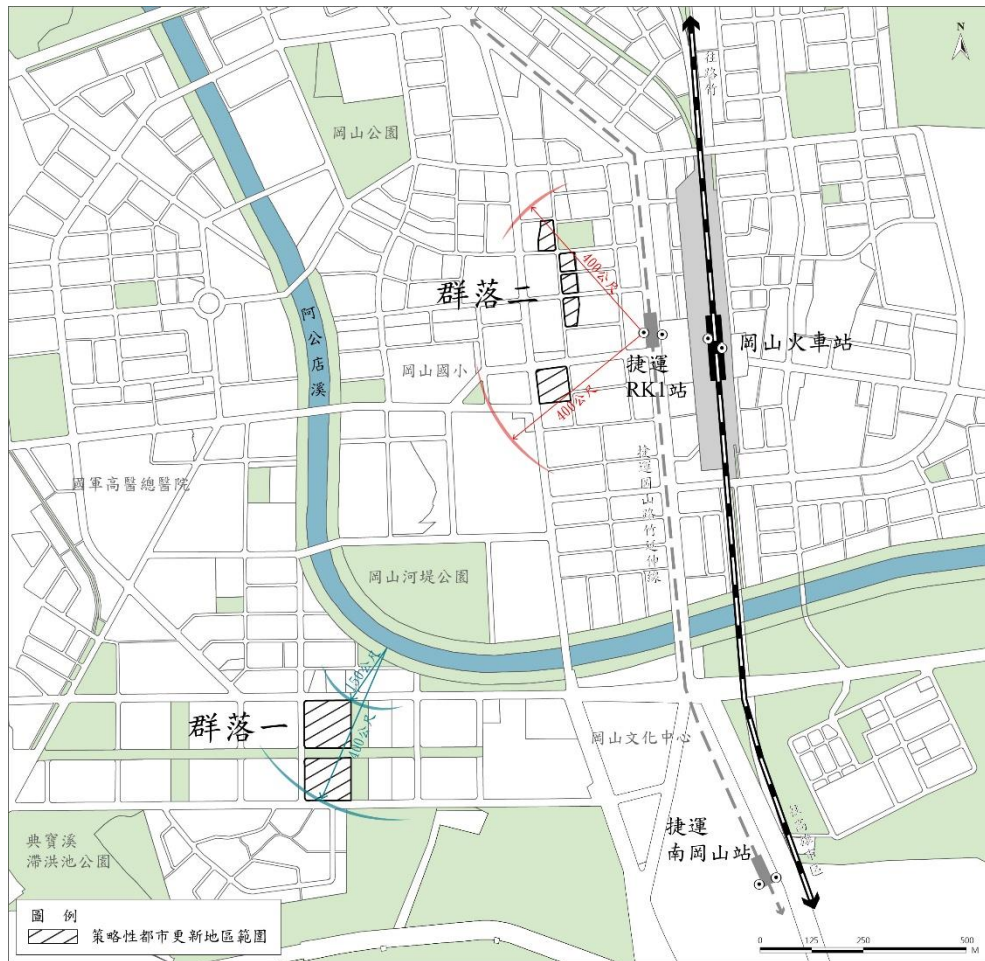 N
往路竹
岡山公園
400公尺
群落二
阿公店溪
岡山火車站
捷運
RK1站
岡山國小
400公尺
捷運岡山路竹延伸線
國軍高醫總醫院
岡山河堤公園
150公尺
群落一
400公尺
岡山文化中心
捷運
南岡山站
典寶溪
滯洪池公園
圖 例
策略性都市更新地區範圍
0 125 250 500
M